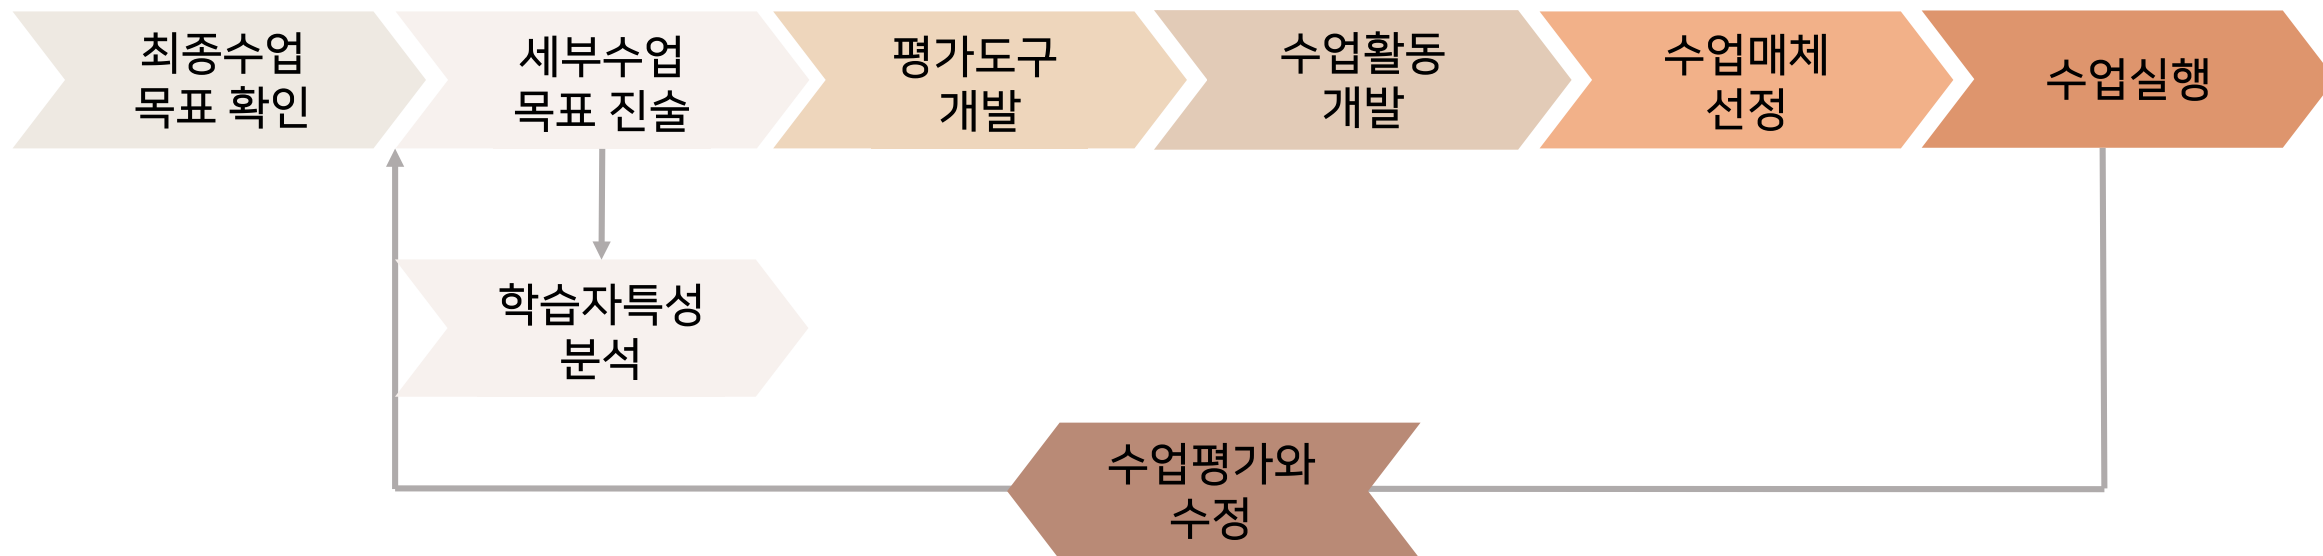 최종수업
목표 확인
세부수업
목표 진술
평가도구
개발
수업활동
개발
수업매체
선정
수업실행
학습자특성
분석
수업평가와
수정